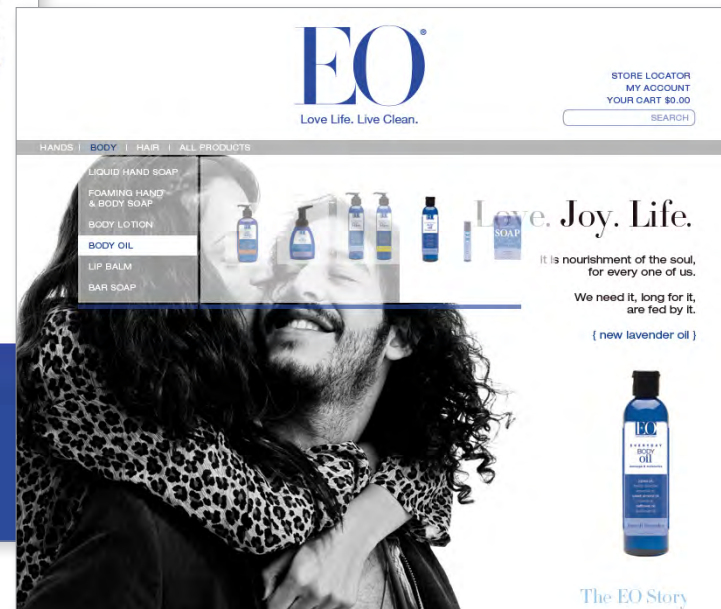 EO®
Love Life. Live Clean.
STORE LOCATOR
MY ACCOUNT
YOUR CART $0.00
SEARCH
HANDS | BODY | HAIR | ALL PRODUCTS
LIQUID HAND SOAP
FOAMING HAND
& BODY SOAP
BODY LOTION
BODY OIL
LIP BALM
BAR SOAP
SOAP
Love. Joy. Life.
It is nourishment of the soul,
for every one of us.
We need it, long for it,
are fed by it.
{ new lavender oil }
EO
EVERYDAY
BODY
oil
The EO Story